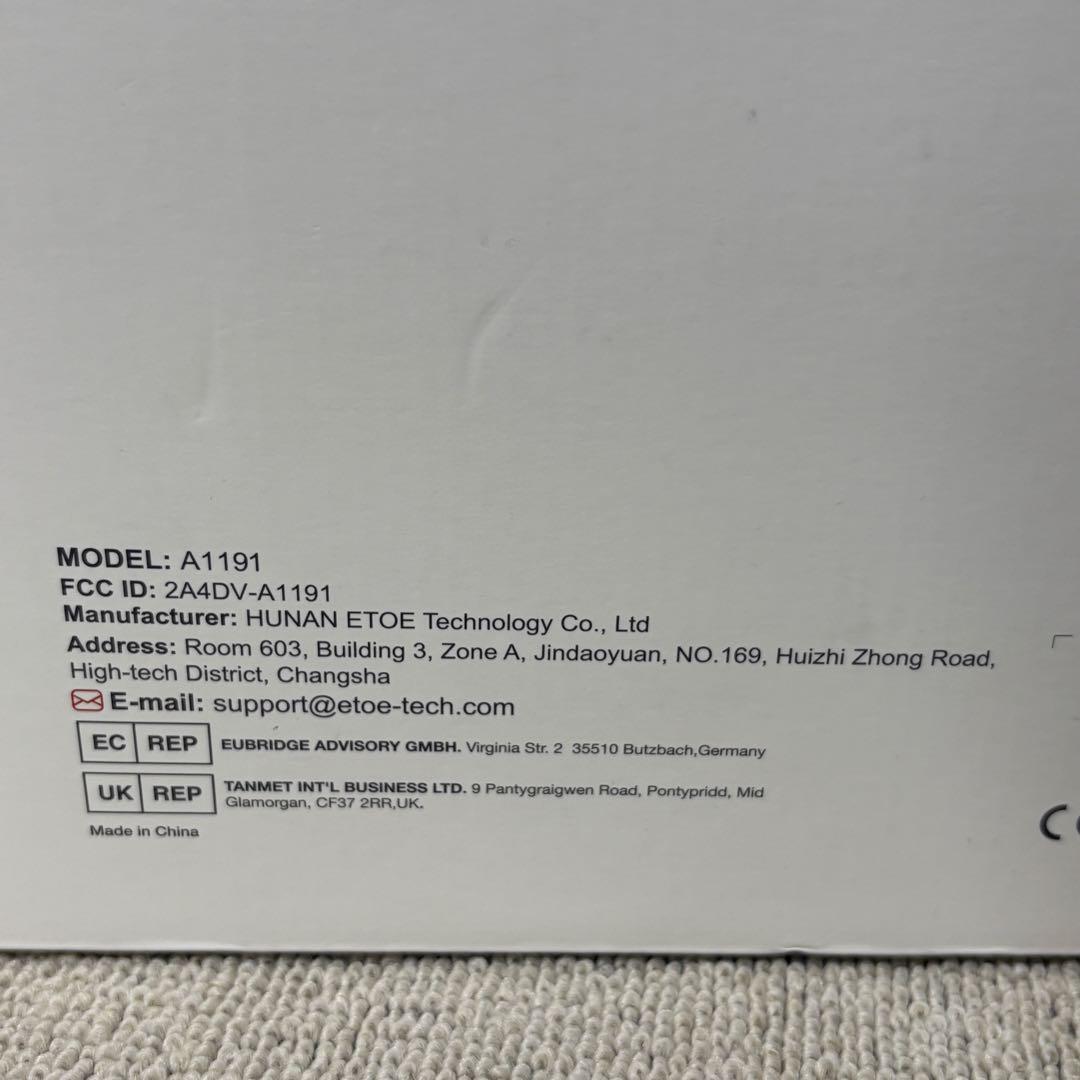 MODEL: A1191
FCC ID: 2A4DV-A1191
Manufacturer: HUNAN ETOE Technology Co., Ltd
Address: Room 603, Building 3, Zone A, Jindaoyuan, NO.169, Huizhi Zhong Road,
High-tech District, Changsha
E-mail: support@etoe-tech.com
EC REP EUBRIDGE ADVISORY GMBH. Virginia Str. 2 35510 Butzbach,Germany
UK REP TANMET INT'L BUSINESS LTD. 9 Pantygraigwen Road, Pontypridd, Mid
Glamorgan, CF37 2RR,UK.
Made in China